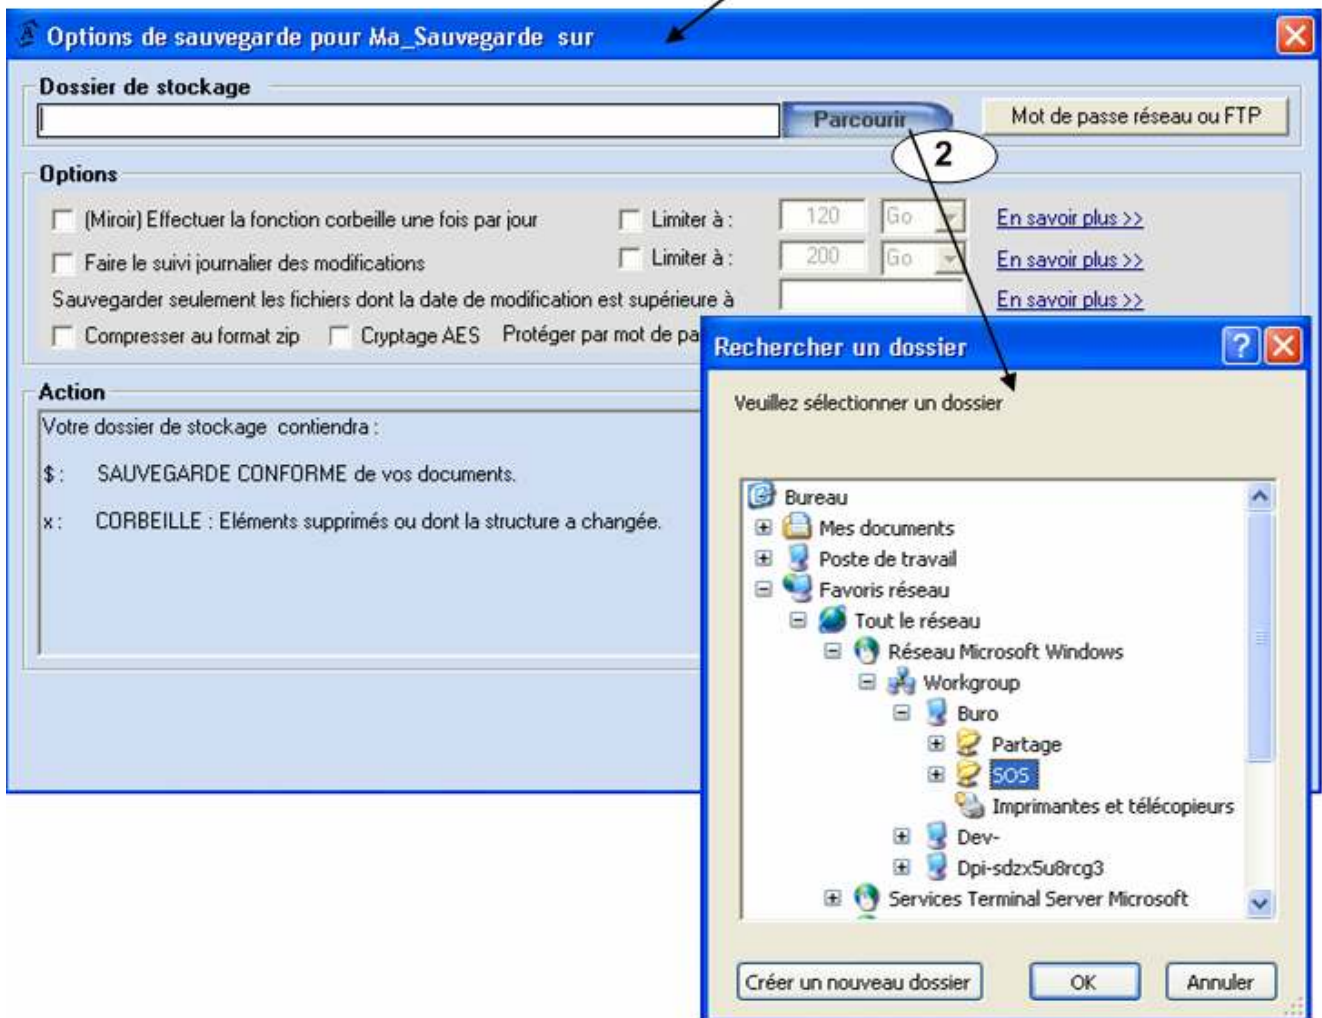 Options de sauvegarde pour Ma_Sauvegarde sur
Dossier de stockage
Parcourir
Mot de passe réseau ou FTP
2
Options
(Miroir) Effectuer la fonction corbeille une fois par jour
Limiter à :
120
Go
En savoir plus >>
Faire le suivi journalier des modifications
Limiter à :
200
Go
En savoir plus >>
Sauvegarder seulement les fichiers dont la date de modification est supérieure à
En savoir plus >>
Compresser au format zip
Cryptage AES
Protéger par mot de pa
Action
Votre dossier de stockage contiendra :
$ : SAUVEGARDE CONFORME de vos documents.
x : CORBEILLE : Eléments supprimés ou dont la structure a changée.
Rechercher un dossier
?
Veuillez sélectionner un dossier
Bureau
Mes documents
Poste de travail
Favoris réseau
Tout le réseau
Réseau Microsoft Windows
Workgroup
Buro
Partage
SOS
Imprimantes et télécopieurs
Dev-
Dpi-sdzx5u8rcg3
Services Terminal Server Microsoft
Créer un nouveau dossier
OK
Annuler